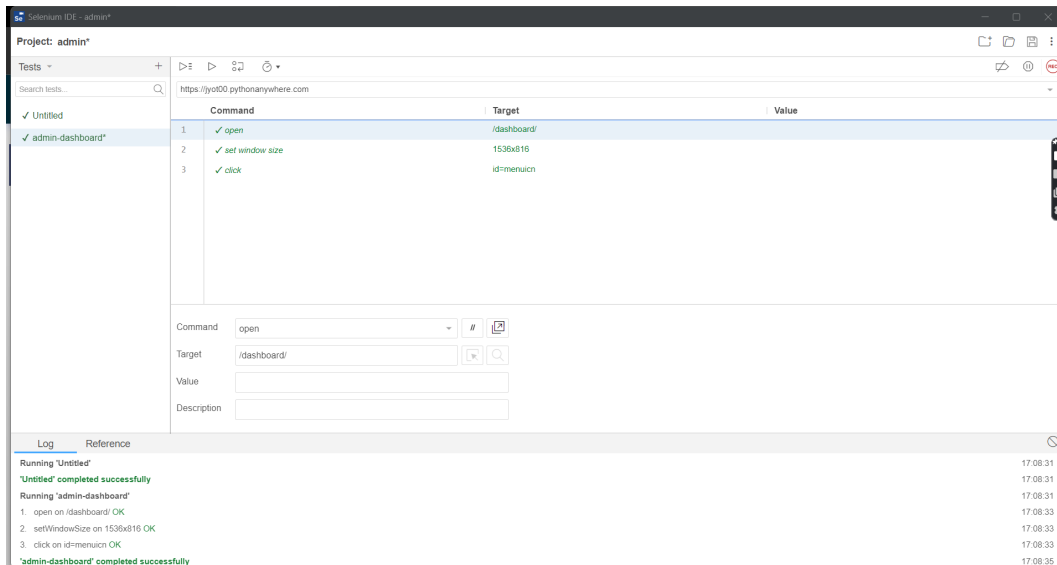 Selenium IDE - admin*
Project: admin*
Tests
Search tests...
✓ Untitled
✓ admin-dashboard*
https://jyot00.pythonanywhere.com
Command Target Value
1 ✓ open /dashboard/
2 ✓ set window size 1536x816
3 ✓ click id=menuicn
Command open //
Target /dashboard/
Value
Description
Log Reference
Running 'Untitled' 17:08:31
'Untitled' completed successfully 17:08:31
Running 'admin-dashboard' 17:08:31
1. open on /dashboard/ OK 17:08:33
2. setWindowSize on 1536x816 OK 17:08:33
3. click on id=menuicn OK 17:08:33
'admin-dashboard' completed successfully 17:08:35
REC
Se